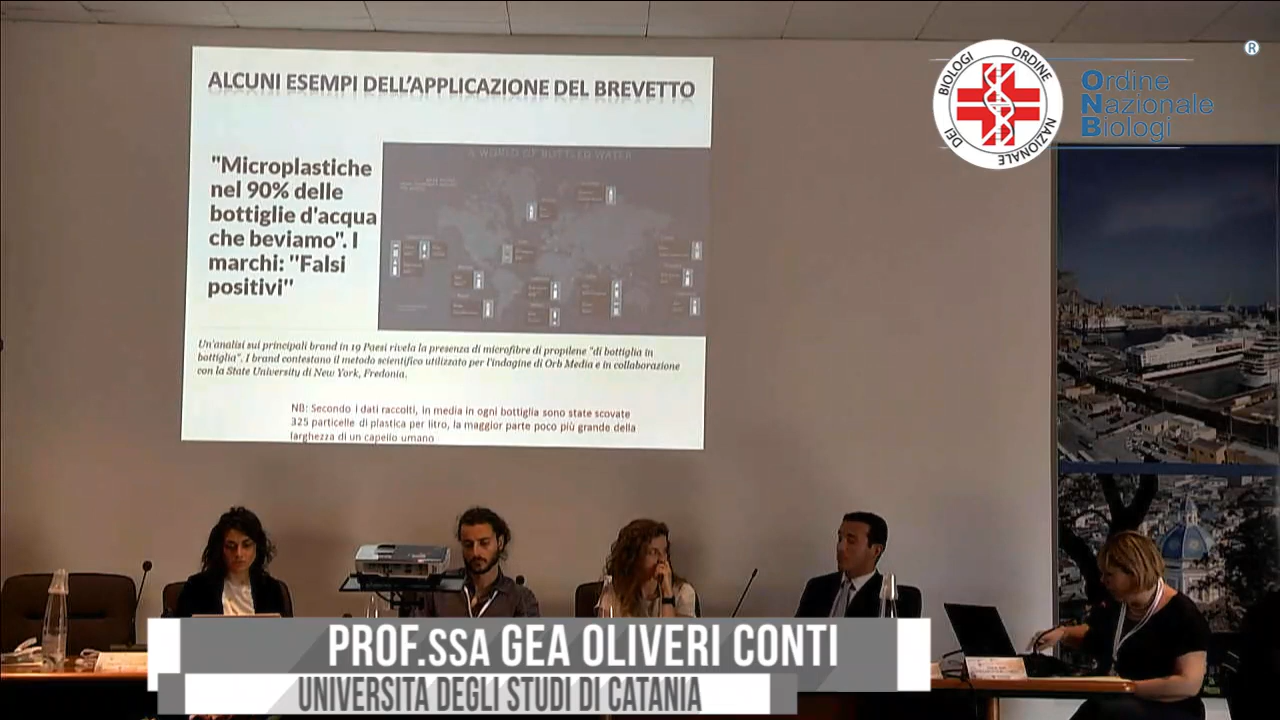 ALCUNI ESEMPI DELL'APPLICAZIONE DEL BREVETTO
"Microplastiche
nel 90% delle
bottiglie d'acqua
che beviamo". I
marchi: "Falsi
positivi"
A WORLD OF BOTTLED WATER
Un'analisi sui principali brand in 19 Paesi rivela la presenza di microfibre di propilene "di bottiglia in
bottiglia". I brand contestano il metodo scientifico utilizzato per l'indagine di Orb Media e in collaborazione
con la State University di New York, Fredonia.
NB: Secondo i dati raccolti, in media in ogni bottiglia sono state scovate
325 particelle di plastica per litro, la maggior parte poco più grande della
larghezza di un capello umano
ORDINE NAZIONALE DEI BIOLOGI
Ordine
Nazionale
Biologi
®
PROF.SSA GEA OLIVERI CONTI
UNIVERSITA DEGLI STUDI DI CATANIA